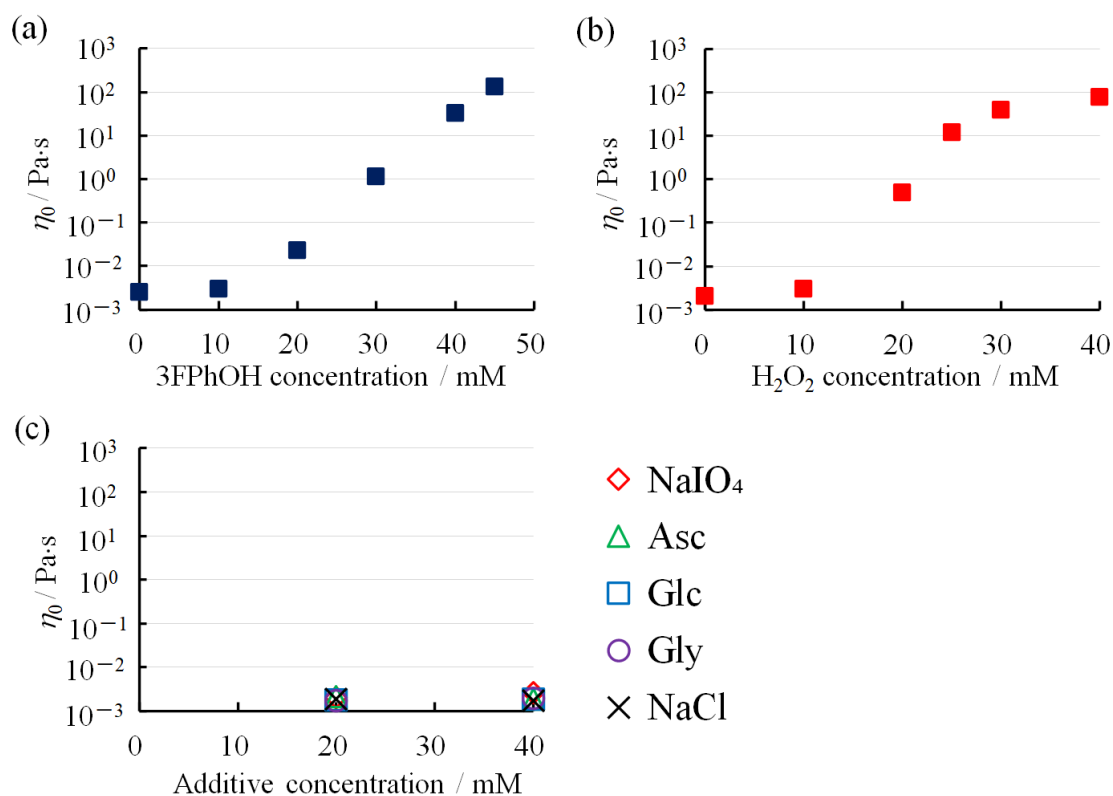 (a)
η₀ / Pa·s
10³
10²
10¹
10⁰
10⁻¹
10⁻²
10⁻³
0 10 20 30 40 50
3FPhOH concentration / mM
(b)
η₀ / Pa·s
10³
10²
10¹
10⁰
10⁻¹
10⁻²
10⁻³
0 10 20 30 40
H₂O₂ concentration / mM
(c)
η₀ / Pa·s
10³
10²
10¹
10⁰
10⁻¹
10⁻²
10⁻³
0 10 20 30 40
Additive concentration / mM
NaIO₄
Asc
Glc
Gly
NaCl